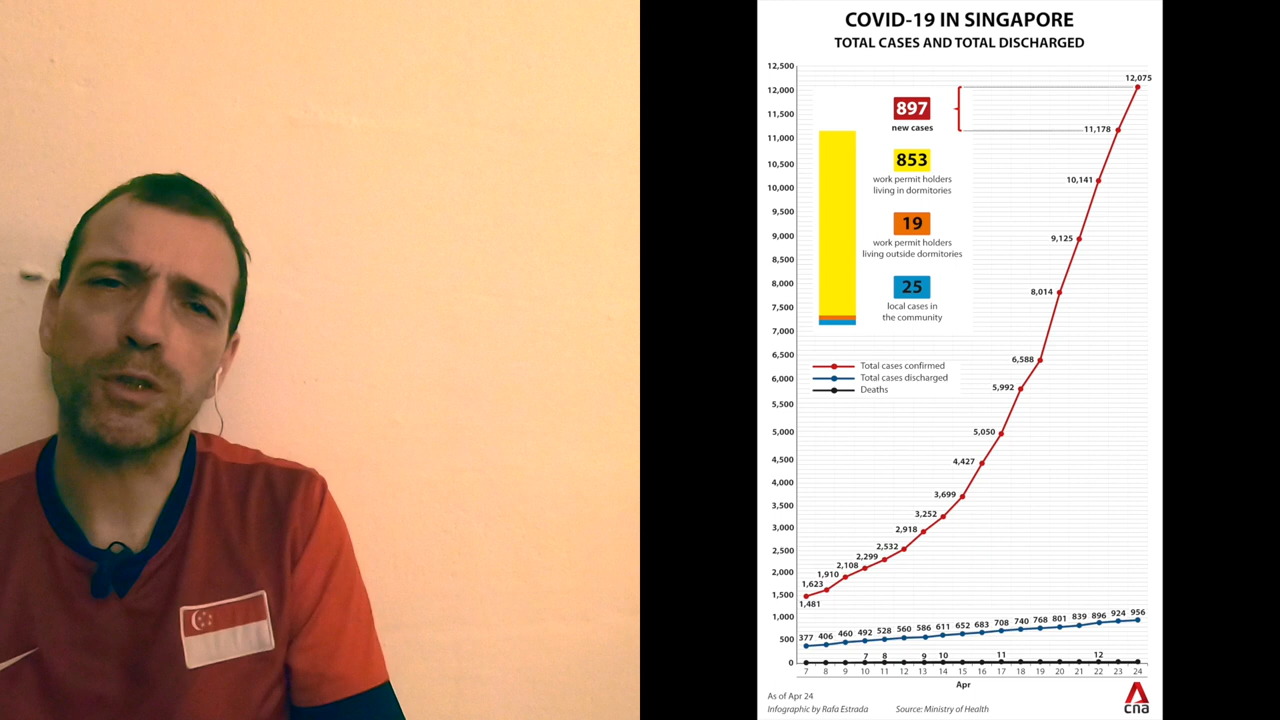 COVID-19 IN SINGAPORE
TOTAL CASES AND TOTAL DISCHARGED
12,500
12,000
11,500
11,000
10,500
10,000
9,500
9,000
8,500
8,000
7,500
7,000
6,500
6,000
5,500
5,000
4,500
4,000
3,500
3,000
2,500
2,000
1,500
1,000
500
0
897
new cases
853
work permit holders
living in dormitories
19
work permit holders
living outside dormitories
25
local cases in
the community
Total cases confirmed
Total cases discharged
Deaths
12,075
11,178
10,141
9,125
8,014
6,588
5,992
5,050
4,427
3,699
3,252
2,918
2,532
2,299
2,108
1,910
1,623
1,481
377 406 460 492 528 560 586 611 652 683 708 740 768 801 839 896 924 956
7 8 9 10 11 12
7 8 9 10 11 12 13 14 15 16 17 18 19 20 21 22 23 24
Apr
As of Apr 24
Infographic by Rafa Estrada Source: Ministry of Health
cna